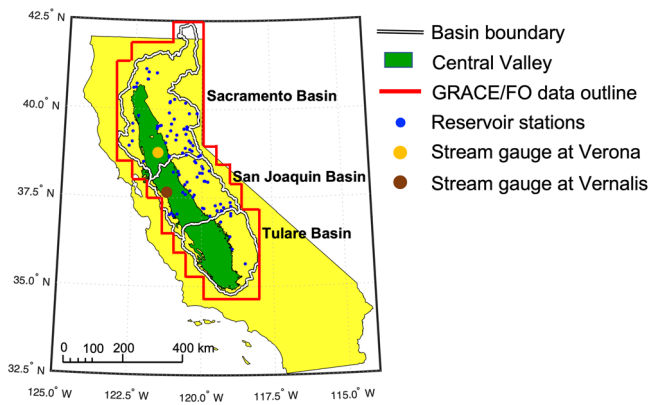 42.5° N
40.0° N
37.5° N
35.0° N
32.5° N
125.0° W
122.5° W
120.0° W
117.5° W
115.0° W
Sacramento Basin
San Joaquin Basin
Tulare Basin
0 100 200 400 km
Basin boundary
Central Valley
GRACE/FO data outline
Reservoir stations
Stream gauge at Verona
Stream gauge at Vernalis